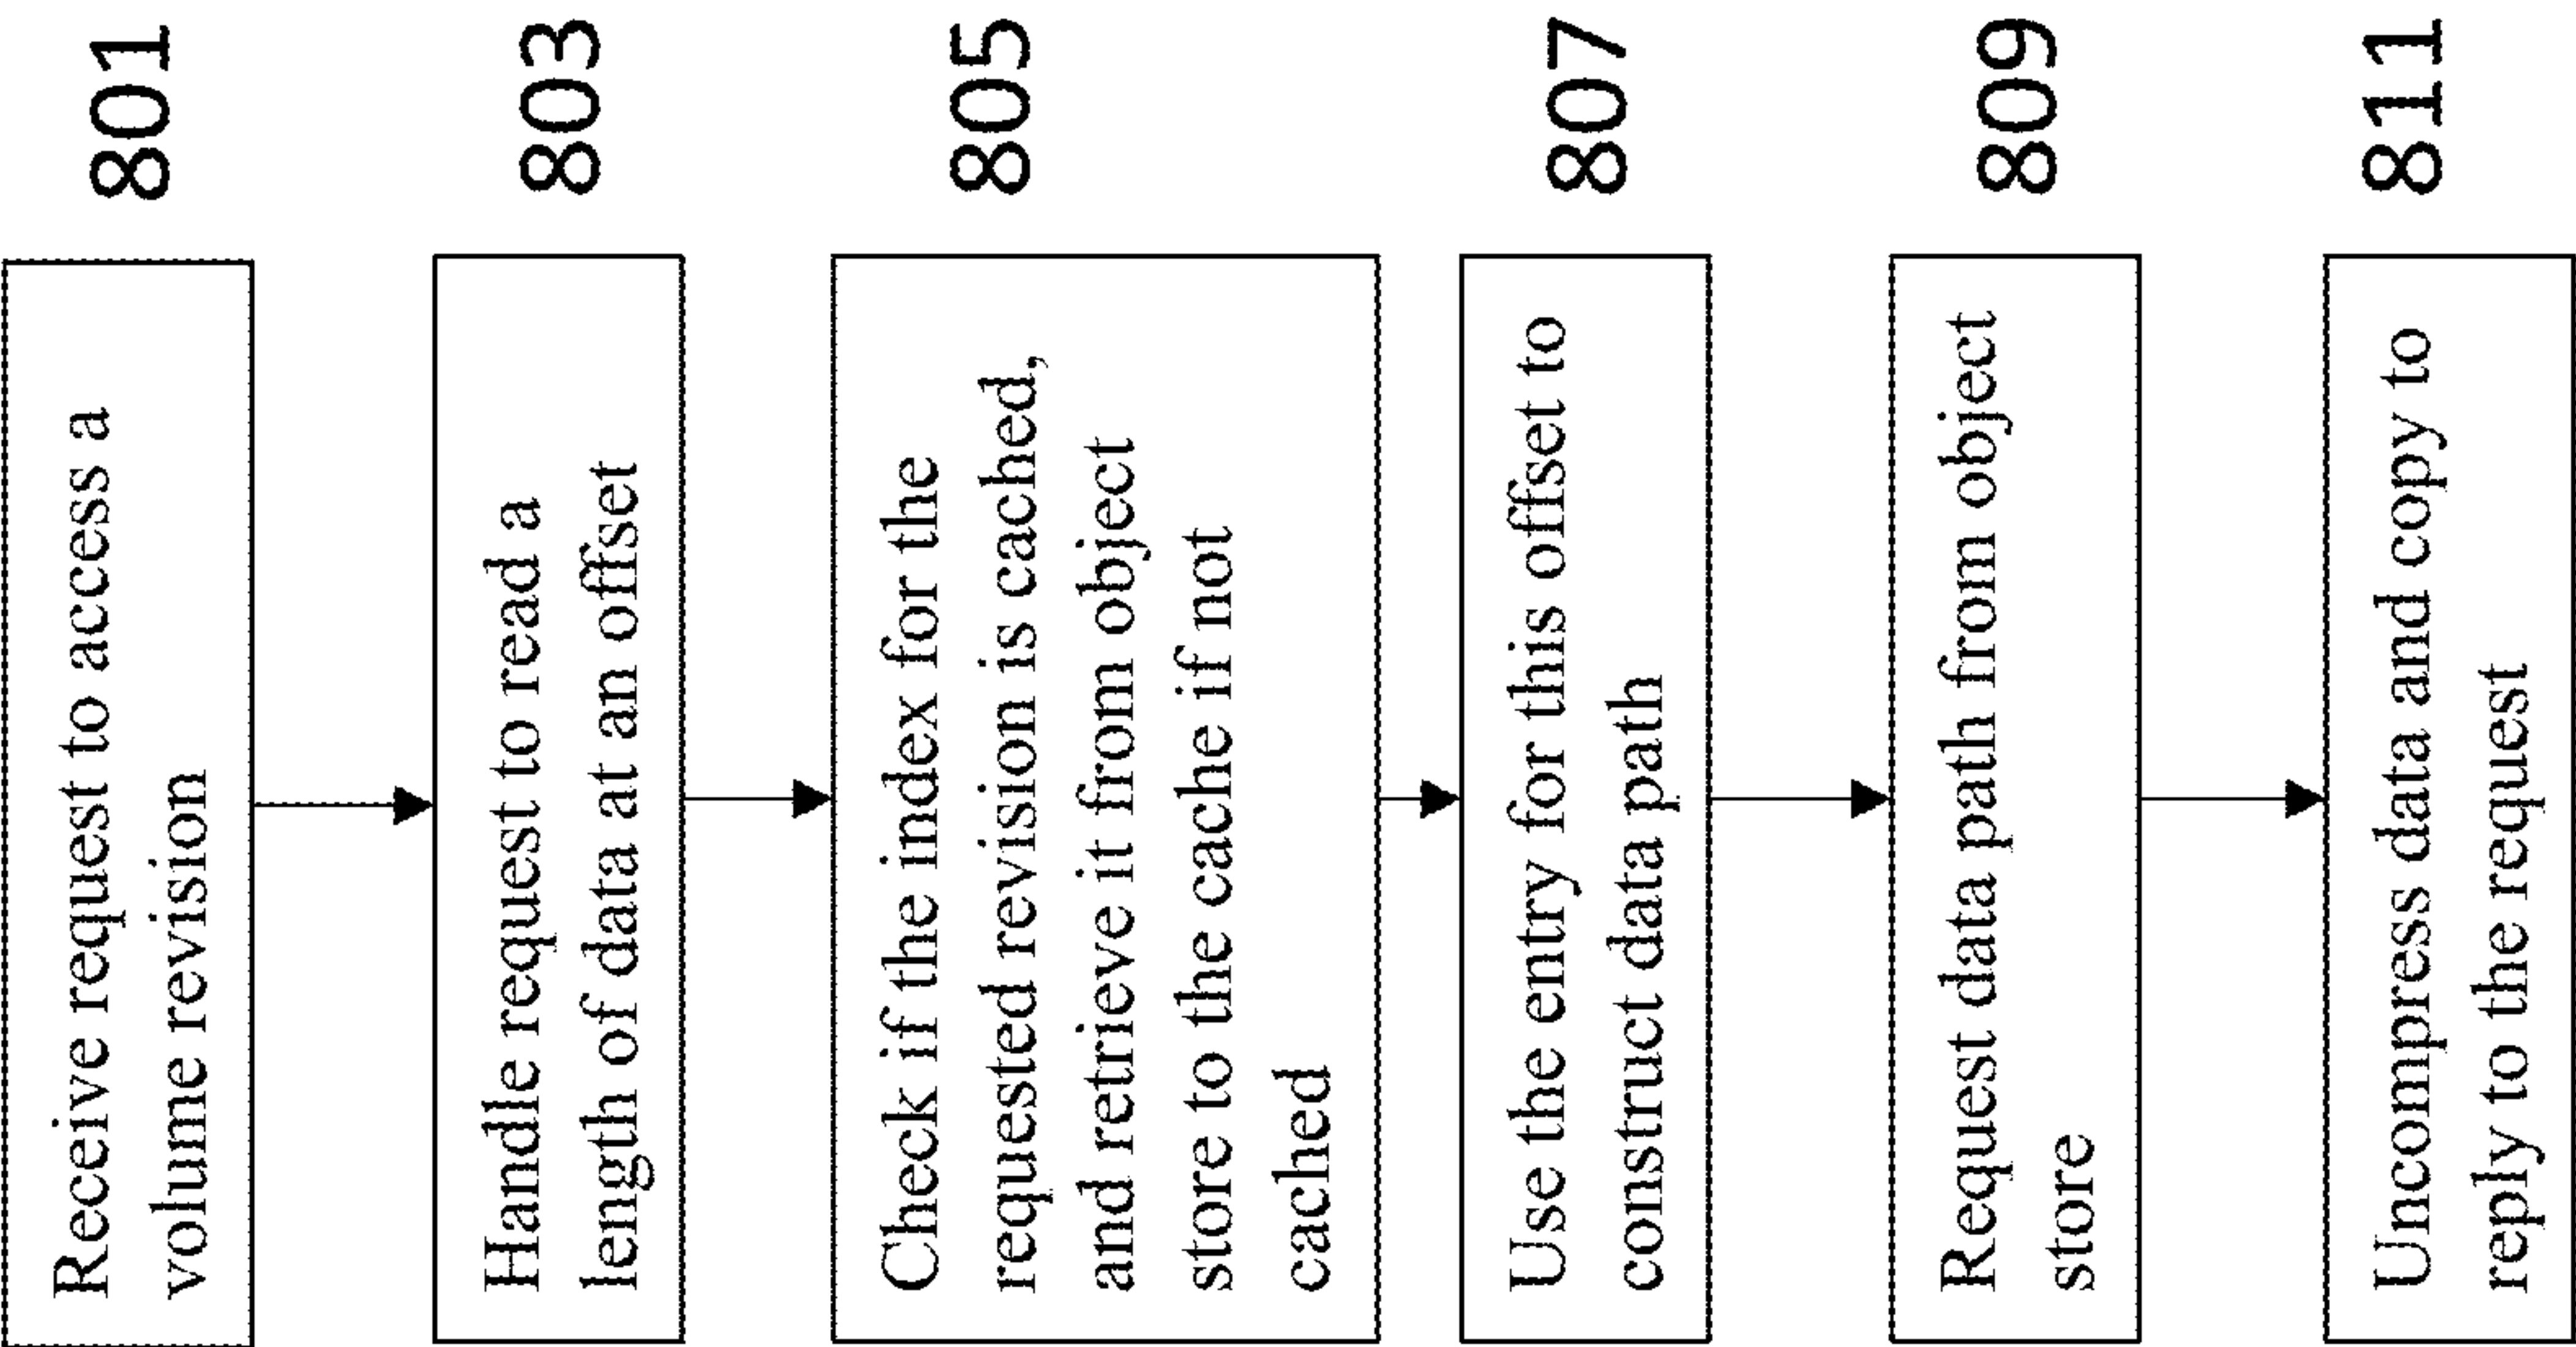 Receive request to access a
volume revision
801
Handle request to read a
length of data at an offset
803
Check if the index for the
requested revision is cached,
and retrieve it from object
store to the cache if not
cached
805
Use the entry for this offset to
construct data path
807
Request data path from object
store
809
Uncompress data and copy to
reply to the request
811